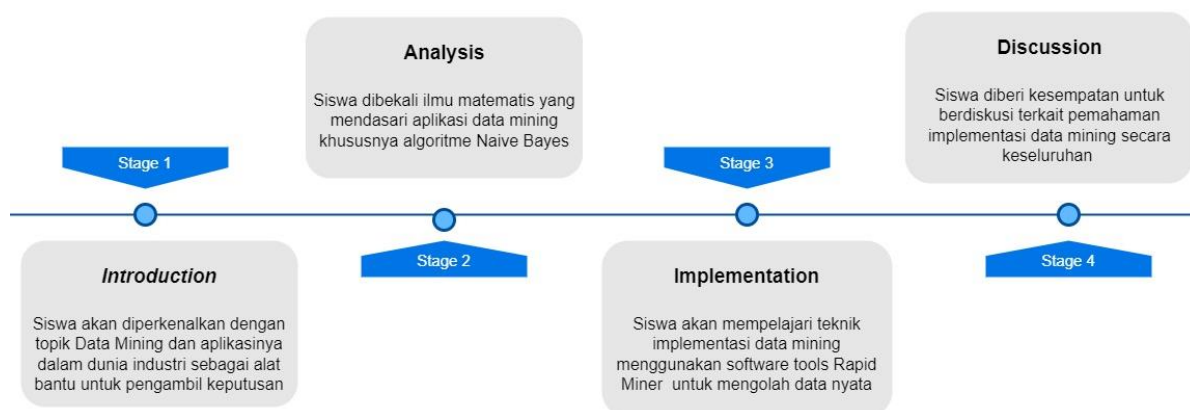 Stage 1
Introduction
Siswa akan diperkenalkan dengan
topik Data Mining dan aplikasinya
dalam dunia industri sebagai alat
bantu untuk pengambil keputusan
Analysis
Siswa dibekali ilmu matematis yang
mendasari aplikasi data mining
khususnya algoritme Naive Bayes
Stage 2
Stage 3
Implementation
Siswa akan mempelajari teknik
implementasi data mining
menggunakan software tools Rapid
Miner untuk mengolah data nyata
Discussion
Siswa diberi kesempatan untuk
berdiskusi terkait pemahaman
implementasi data mining secara
keseluruhan
Stage 4